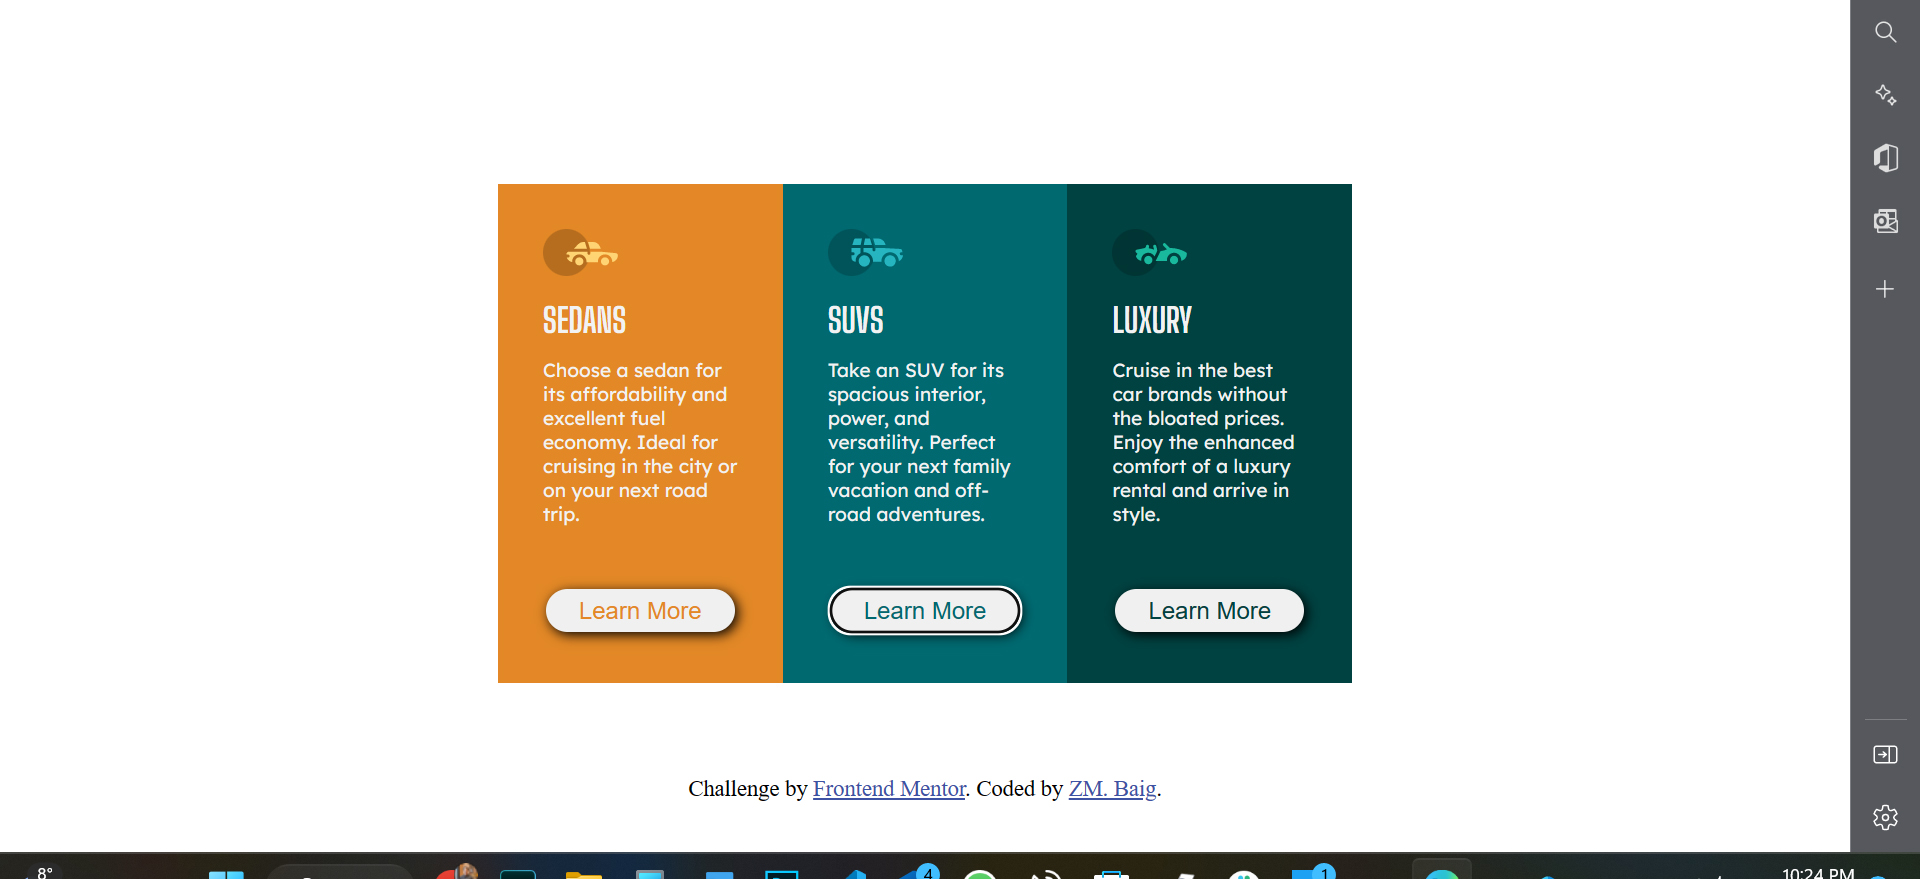 SEDANS
Choose a sedan for
its affordability and
excellent fuel
economy. Ideal for
cruising in the city or
on your next road
trip.
Learn More
SUVS
Take an SUV for its
spacious interior,
power, and
versatility. Perfect
for your next family
vacation and off-
road adventures.
Learn More
LUXURY
Cruise in the best
car brands without
the bloated prices.
Enjoy the enhanced
comfort of a luxury
rental and arrive in
style.
Learn More
Challenge by Frontend Mentor. Coded by ZM. Baig.
8°
4
1
10:24 PM